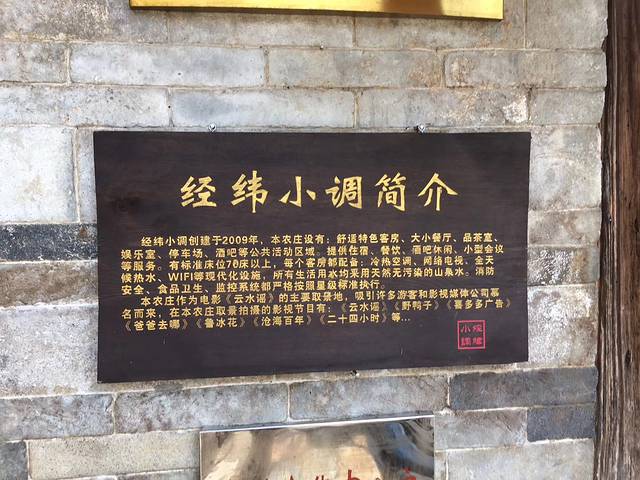 经纬小调简介
经纬小调创建于2009年，本农庄设有：舒适特色客房、大小餐厅、品茶室、
娱乐室、停车场、酒吧等公共活动区域。提供住宿、餐饮、酒吧休闲、小型会议
等服务。有标准床位70床以上，每个客房都配备：冷热空调、网络电视、全天
候热水、WIFI等现代化设施，所有生活用水均采用天然无污染的山泉水。消防
安全、食品卫生、监控系统都严格按照星级标准执行。
本农庄作为电影《云水谣》的主要取景地，吸引许多游客和影视媒体公司慕
名而来，在本农庄取景拍摄的影视节目有：《云水谣》《野鸭子》《喜多多广告》
《爸爸去哪》《鲁冰花》《沧海百年》《二十四小时》等...
经纬
小調